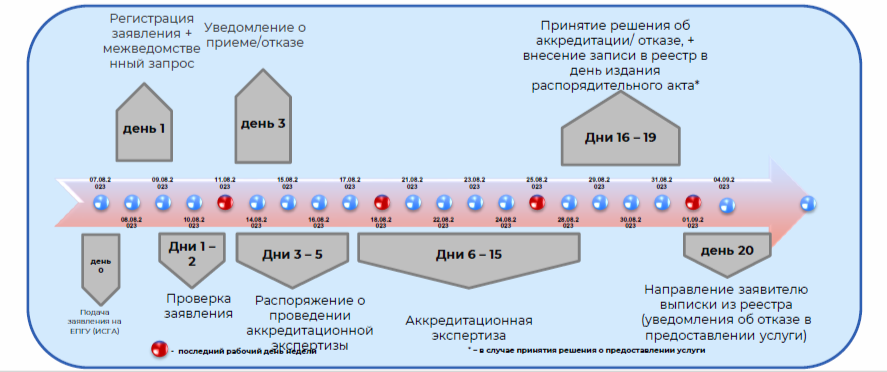 Регистрация
заявления +
межведомстве
нный запрос
Уведомление о
приеме/отказе
Принятие решения об
аккредитации/ отказе, +
внесение записи в реестр в
день издания
распорядительного акта*
день 1
день 3
Дни 16 – 19
07.08.2
023
09.08.2
023
11.08.2
023
15.08.2
023
17.08.2
023
21.08.2
023
23.08.2
023
25.08.2
023
29.08.2
023
31.08.2
023
04.09.2
023
08.08.2
023
10.08.2
023
14.08.2
023
16.08.2
023
18.08.2
023
22.08.2
023
24.08.2
023
28.08.2
023
30.08.2
023
01.09.2
023
день
0
Дни 1 –
2
Дни 3 – 5
Дни 6 - 15
день 20
Подача
заявления на
ЕПГУ (ИСГА)
Проверка
заявления
Распоряжение о
проведении
аккредитационной
экспертизы
Аккредитационная
экспертиза
Направление заявителю
выписки из реестра
(уведомления об отказе в
предоставлении услуги)
- последний рабочий день недели
* – в случае принятия решения о предоставлении услуги